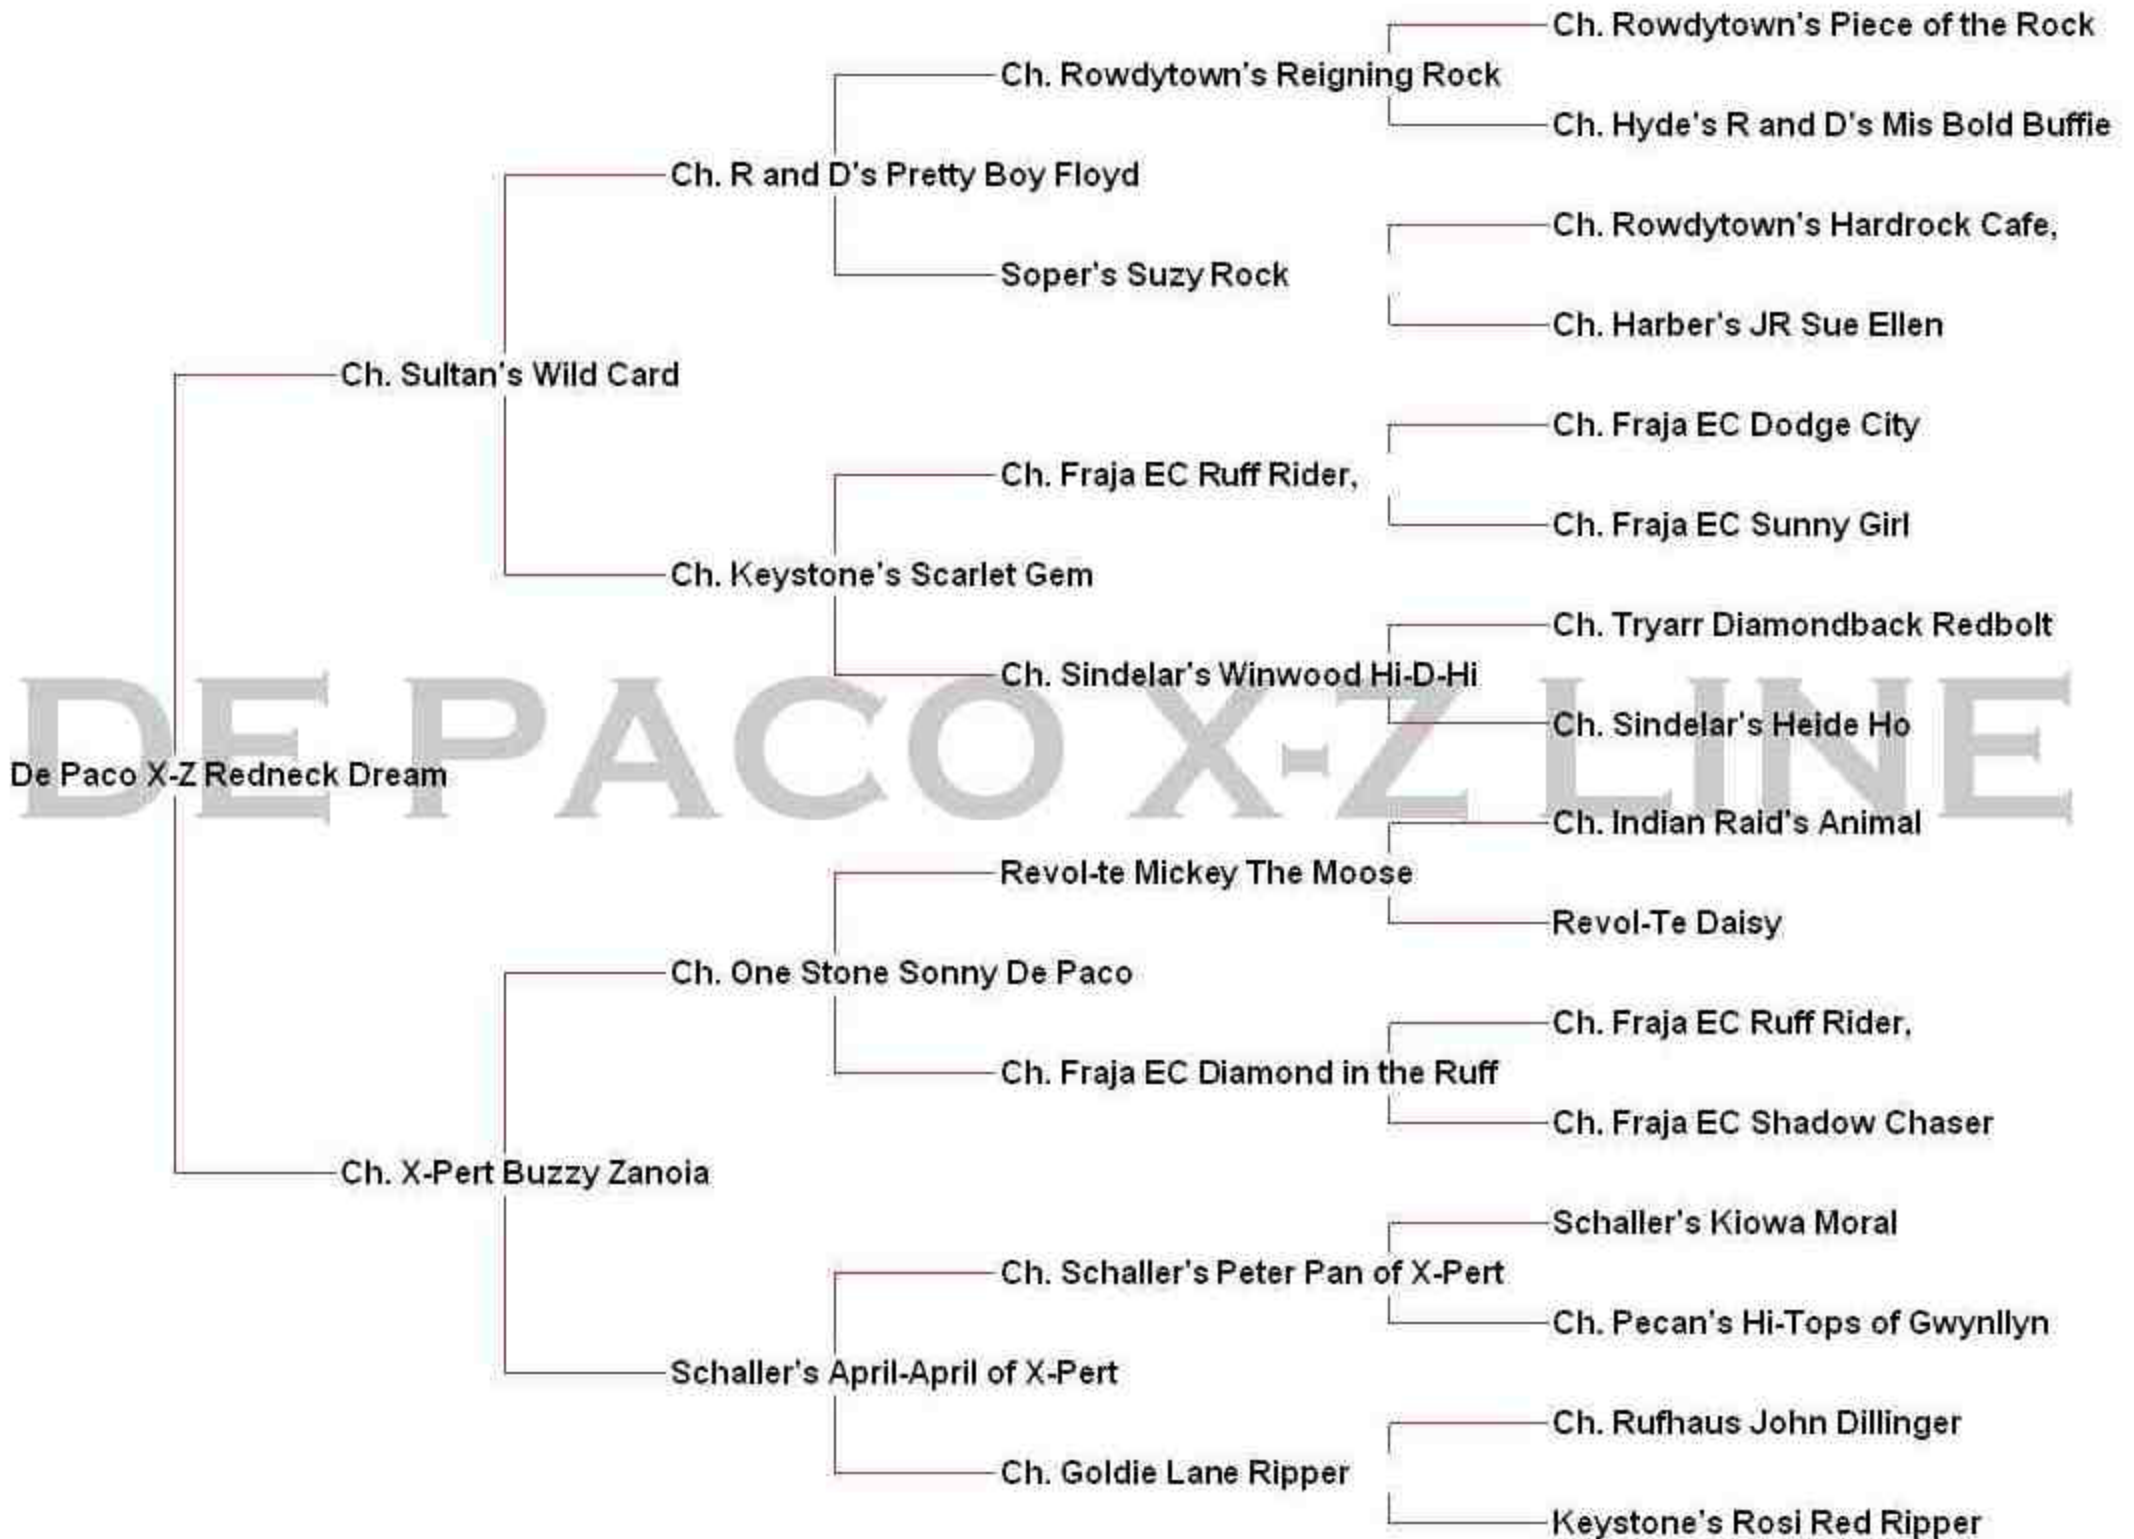 Ch. Rowdytown's Piece of the Rock
Ch. Rowdytown's Reigning Rock
Ch. Hyde's R and D's Mis Bold Buffie
Ch. R and D's Pretty Boy Floyd
Ch. Rowdytown's Hardrock Cafe,
Soper's Suzy Rock
Ch. Harber's JR Sue Ellen
Ch. Sultan's Wild Card
Ch. Fraja EC Dodge City
Ch. Fraja EC Ruff Rider,
Ch. Fraja EC Sunny Girl
Ch. Keystone's Scarlet Gem
Ch. Tryarr Diamondback Redbolt
Ch. Sindelar's Winwood Hi-D-Hi
Ch. Sindelar's Heide Ho
DE PACO X-Z LINE
De Paco X-Z Redneck Dream
Ch. Indian Raid's Animal
Revol-te Mickey The Moose
Revol-Te Daisy
Ch. One Stone Sonny De Paco
Ch. Fraja EC Ruff Rider,
Ch. Fraja EC Diamond in the Ruff
Ch. Fraja EC Shadow Chaser
Ch. X-Pert Buzzy Zanoia
Schaller's Kiowa Moral
Ch. Schaller's Peter Pan of X-Pert
Ch. Pecan's Hi-Tops of Gwynllyn
Schaller's April-April of X-Pert
Ch. Rufhaus John Dillinger
Ch. Goldie Lane Ripper
Keystone's Rosi Red Ripper